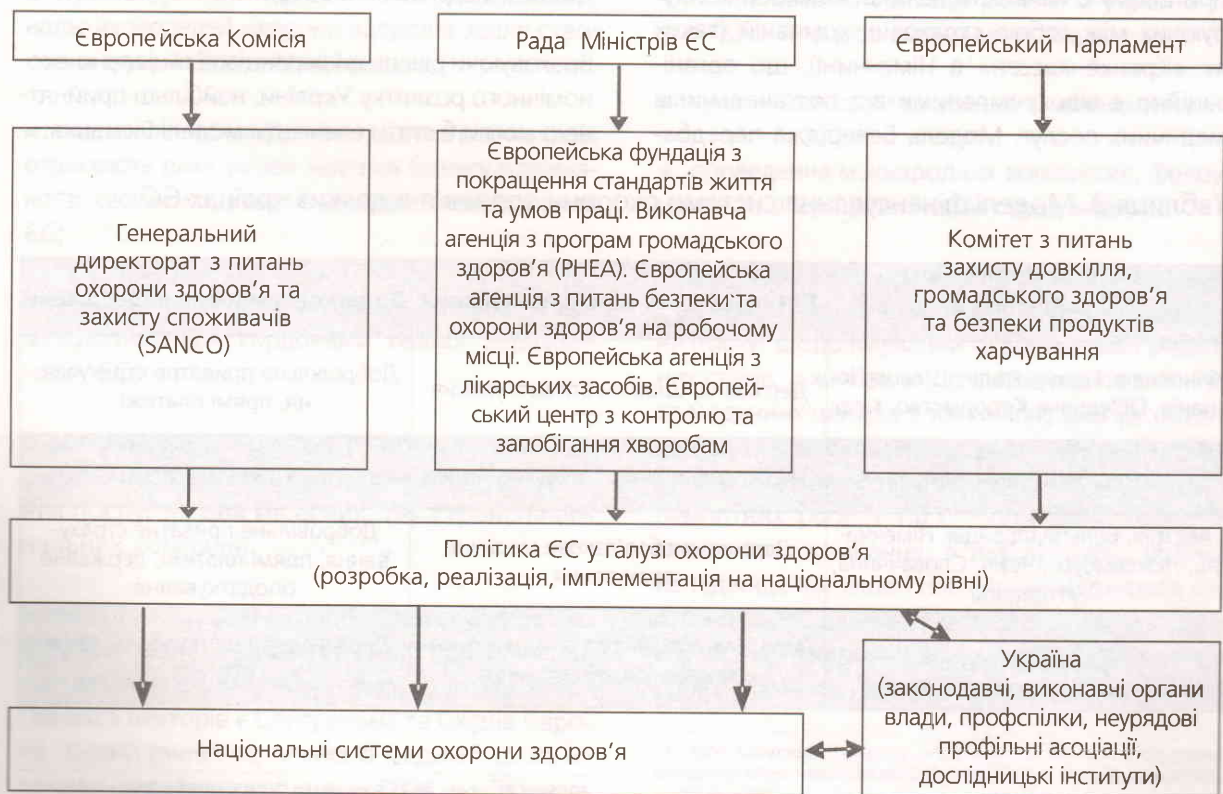 Європейська Комісія
Рада Міністрів ЄС
Європейський Парламент
Генеральний
директорат з питань
охорони здоров'я та
захисту споживачів
(SANCO)
Європейська фундація з
покращення стандартів життя
та умов праці. Виконавча
агенція з програм громадського
здоров'я (PHEA). Європейська
агенція з питань безпеки та
охорони здоров'я на робочому
місці. Європейська агенція з
лікарських засобів. Європей-
ський центр з контролю та
запобігання хворобам
Комітет з питань
захисту довкілля,
громадського здоров'я
та безпеки продуктів
харчування
Політика ЄС у галузі охорони здоров'я
(розробка, реалізація, імплементація на національному рівні)
Національні системи охорони здоров'я
Україна
(законодавчі, виконавчі органи
влади, профспілки, неурядові
профільні асоціації,
дослідницькі інститути)